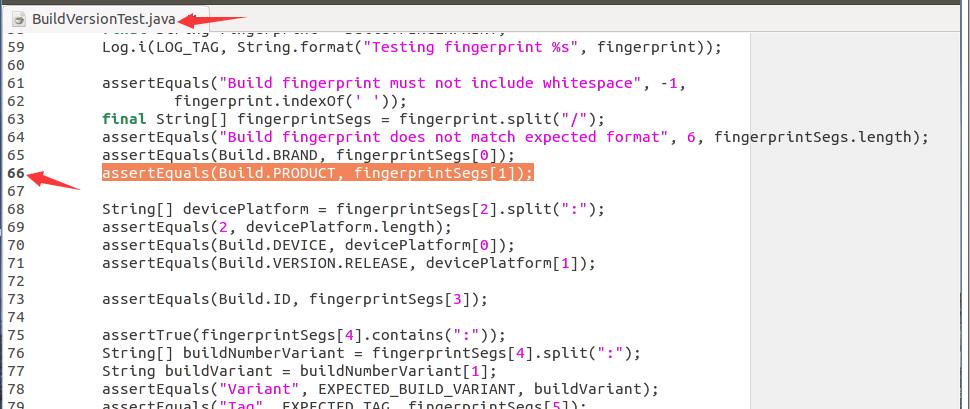 BuildVersionTest.java
59 Log.i(LOG_TAG, String.format("Testing fingerprint %s", fingerprint));
60
61 assertEquals("Build fingerprint must not include whitespace", -1,
62 fingerprint.indexOf(' '));
63 final String[] fingerprintSegs = fingerprint.split("/");
64 assertEquals("Build fingerprint does not match expected format", 6, fingerprintSegs.length);
65 assertEquals(Build.BRAND, fingerprintSegs[0]);
66 assertEquals(Build.PRODUCT, fingerprintSegs[1]);
67
68 String[] devicePlatform = fingerprintSegs[2].split(":");
69 assertEquals(2, devicePlatform.length);
70 assertEquals(Build.DEVICE, devicePlatform[0]);
71 assertEquals(Build.VERSION.RELEASE, devicePlatform[1]);
72
73 assertEquals(Build.ID, fingerprintSegs[3]);
74
75 assertTrue(fingerprintSegs[4].contains(":"));
76 String[] buildNumberVariant = fingerprintSegs[4].split(":");
77 String buildVariant = buildNumberVariant[1];
78 assertEquals("Variant", EXPECTED_BUILD_VARIANT, buildVariant);
79 assertEquals("Tag", EXPECTED_TAG, fingerprintSegs[5]);